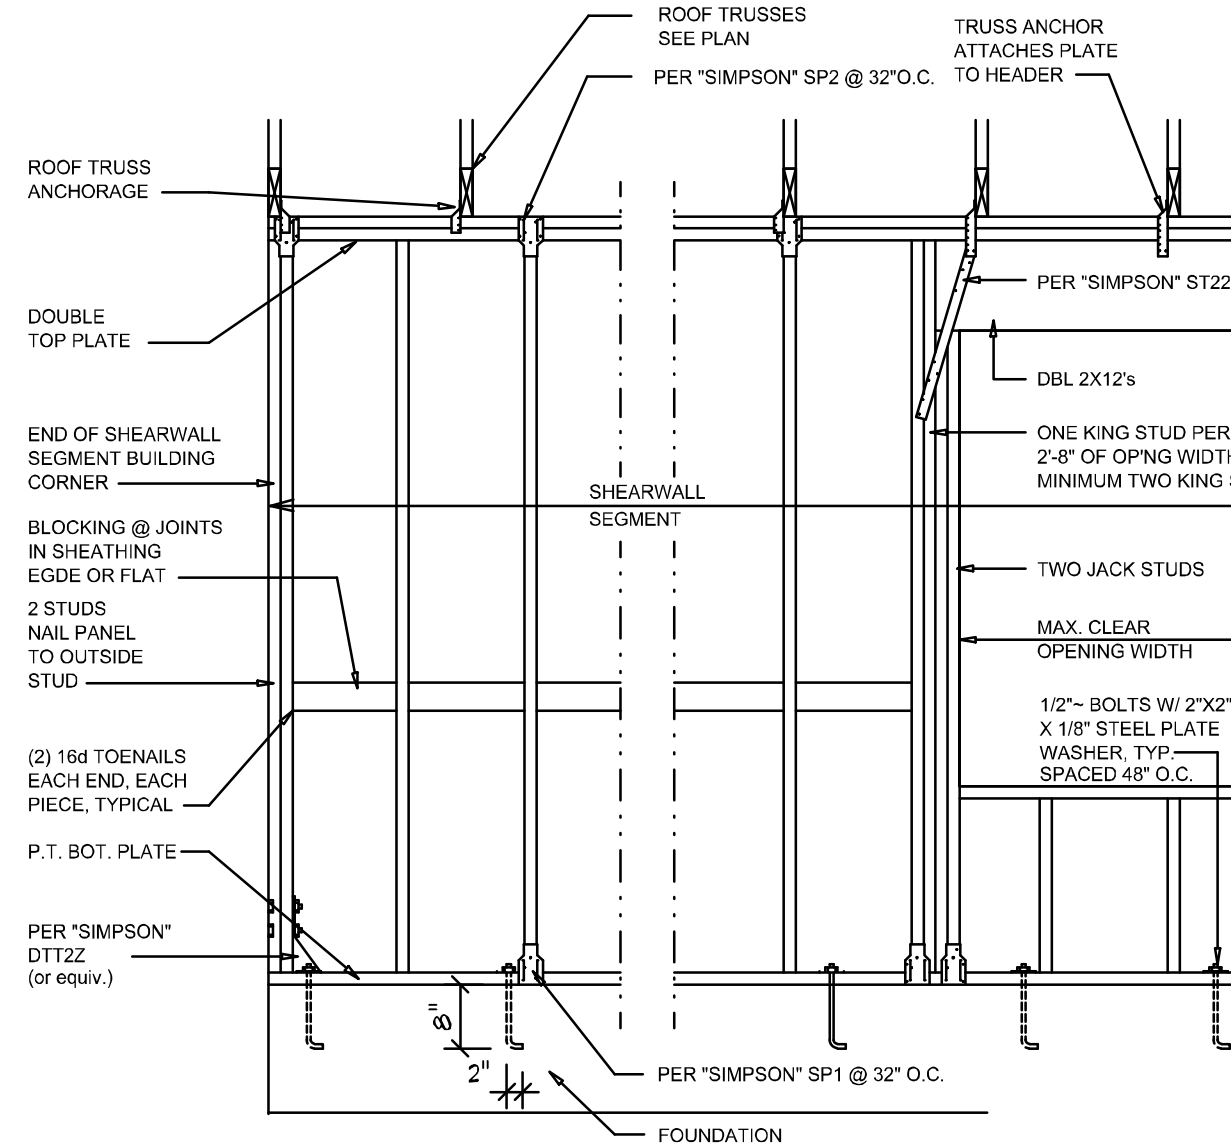 ROOF TRUSSES
SEE PLAN
TRUSS ANCHOR
ATTACHES PLATE
TO HEADER
PER "SIMPSON" SP2 @ 32"O.C.
ROOF TRUSS
ANCHORAGE
PER "SIMPSON" ST22
DOUBLE
TOP PLATE
DBL 2X12's
END OF SHEARWALL
SEGMENT BUILDING
CORNER
ONE KING STUD PER
2'-8" OF OP'NG WIDTH
MINIMUM TWO KING
SHEARWALL
SEGMENT
BLOCKING @ JOINTS
IN SHEATHING
EGDE OR FLAT
TWO JACK STUDS
2 STUDS
NAIL PANEL
TO OUTSIDE
STUD
MAX. CLEAR
OPENING WIDTH
1/2"~ BOLTS W/ 2"X2"
X 1/8" STEEL PLATE
WASHER, TYP.
SPACED 48" O.C.
(2) 16d TOENAILS
EACH END, EACH
PIECE, TYPICAL
P.T. BOT. PLATE
PER "SIMPSON"
DTT2Z
(or equiv.)
8"
2"
PER "SIMPSON" SP1 @ 32" O.C.
FOUNDATION